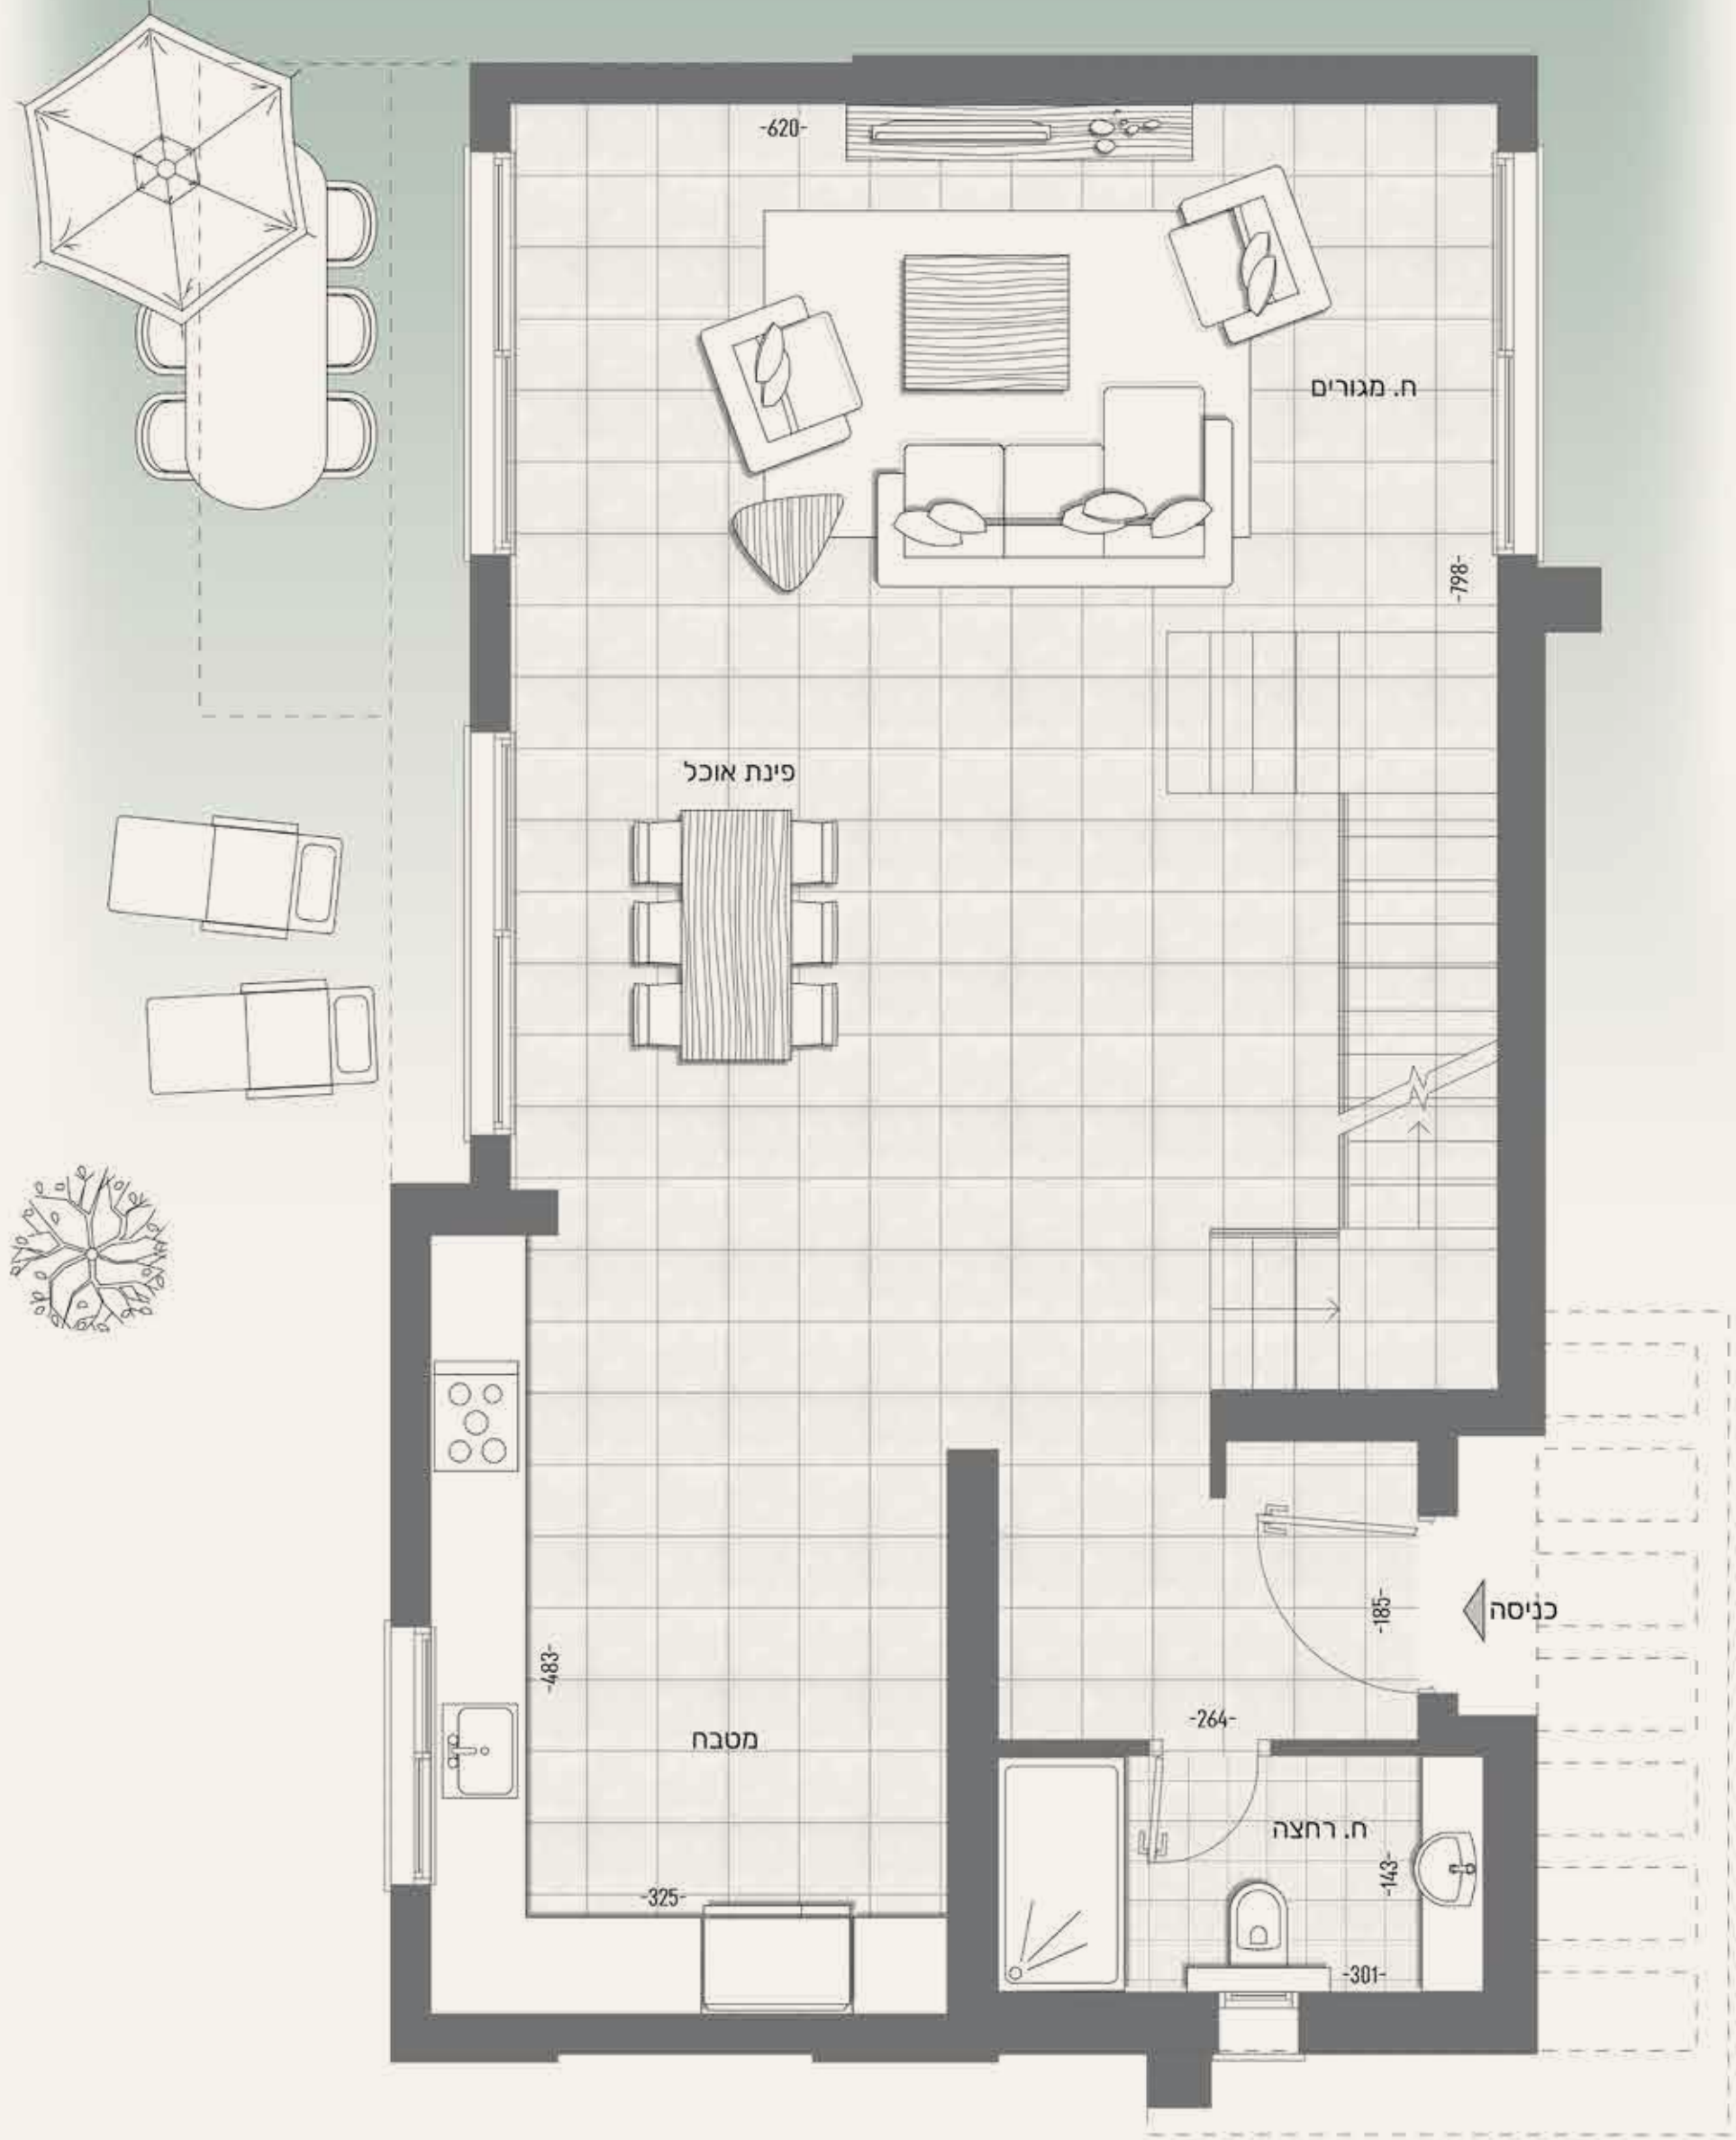 -620-
ח. מגורים
-798-
פינת אוכל
-185-
כניסה
-483-
-264-
מטבח
ח. רחצה
-143-
-325-
-301-